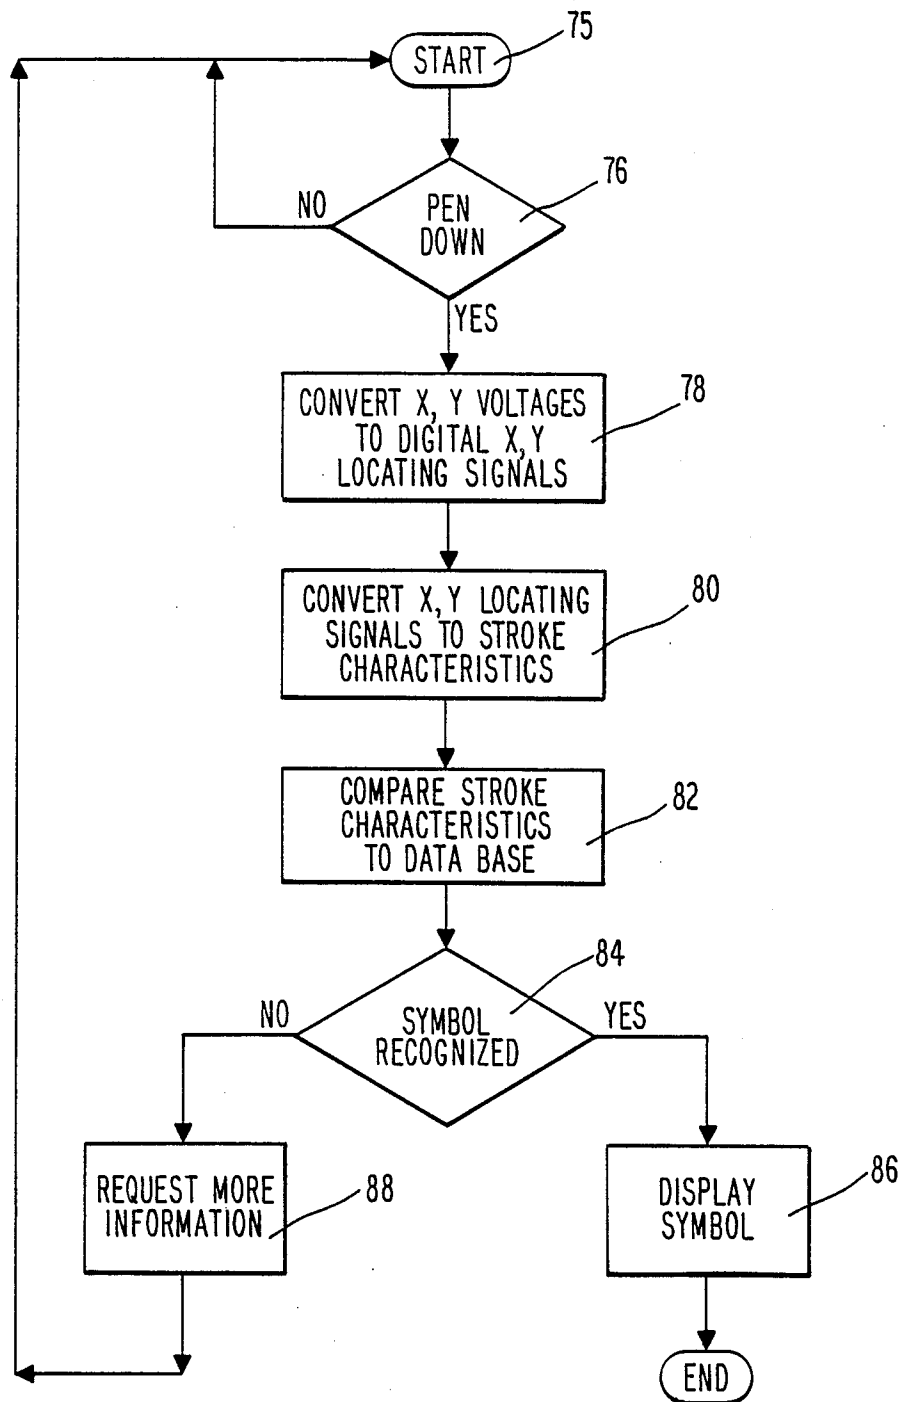 75
START
76
NO
PEN
DOWN
YES
78
CONVERT X, Y VOLTAGES
TO DIGITAL X,Y
LOCATING SIGNALS
80
CONVERT X,Y LOCATING
SIGNALS TO STROKE
CHARACTERISTICS
82
COMPARE STROKE
CHARACTERISTICS
TO DATA BASE
84
NO
YES
SYMBOL
RECOGNIZED
REQUEST MORE
INFORMATION
88
DISPLAY
SYMBOL
86
END